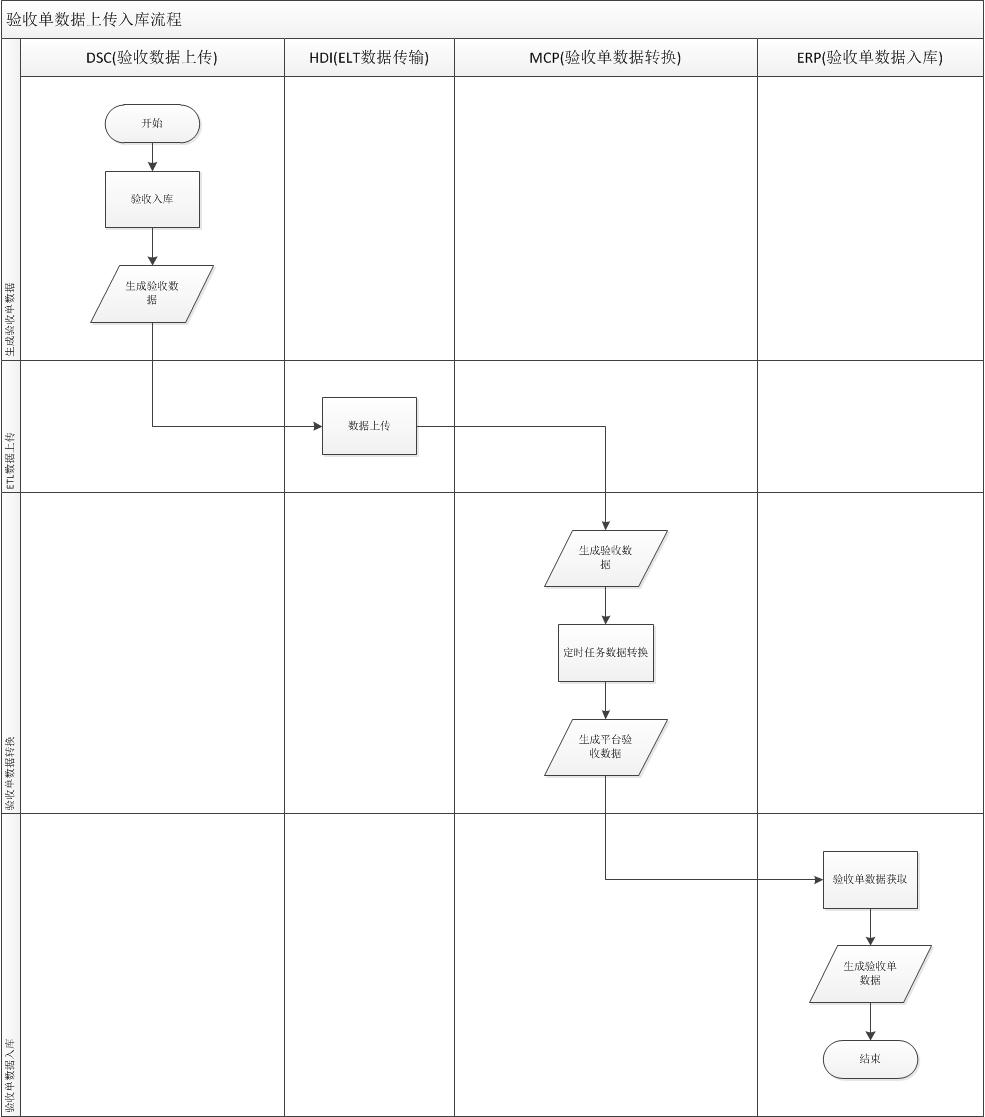 验收单数据上传入库流程
DSC(验收数据上传)
HDI(ELT数据传输)
MCP(验收单数据转换)
ERP(验收单数据入库)
生成验收单数据
开始
验收入库
生成验收数
据
ETL数据上传
数据上传
验收单数据转换
生成验收数
据
定时任务数据转换
生成平台验
收数据
验收单数据入库
验收单数据获取
生成验收单
数据
结束